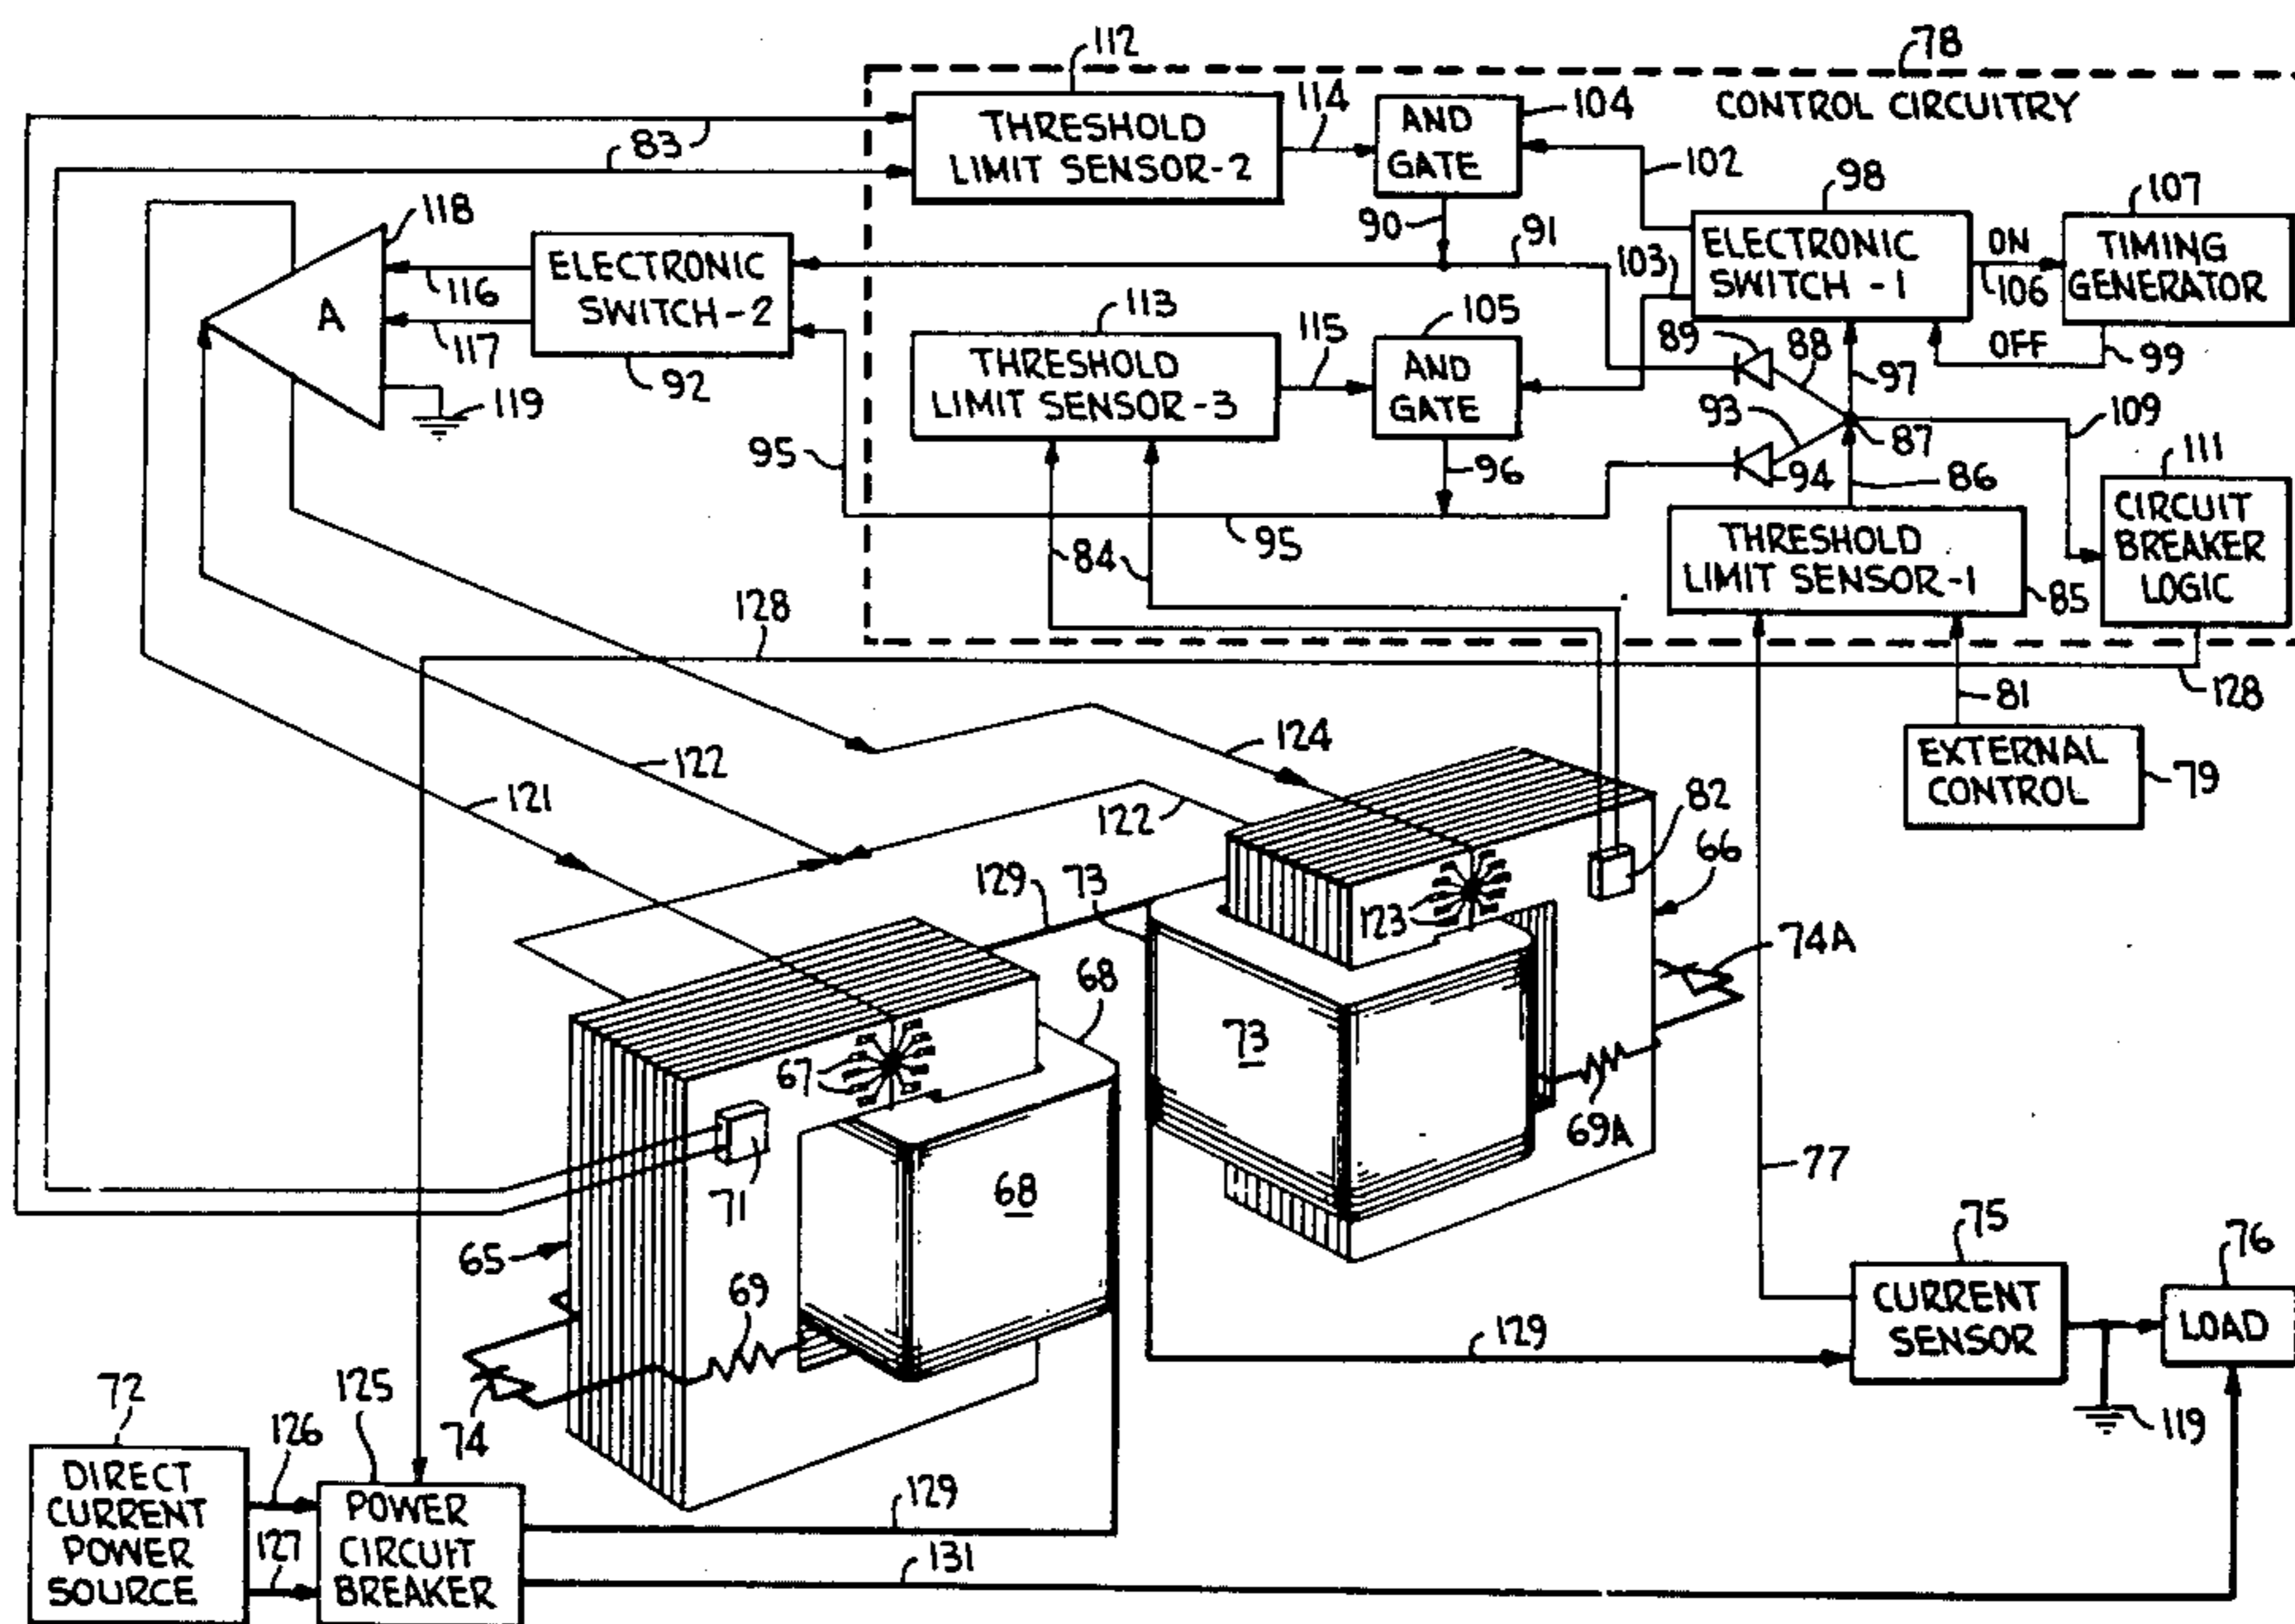 112
78
CONTROL CIRCUITRY
83
THRESHOLD
LIMIT SENSOR-2
114
AND
GATE
104
102
98
107
118
90
91
103
ELECTRONIC
SWITCH -1
ON
106
TIMING
GENERATOR
A
116
117
ELECTRONIC
SWITCH-2
92
113
115
105
89
88
OFF
99
119
THRESHOLD
LIMIT SENSOR-3
AND
GATE
97
93
87
109
95
96
94
86
111
84
95
THRESHOLD
LIMIT SENSOR-1
85
CIRCUIT
BREAKER
LOGIC
128
128
81
EXTERNAL
CONTROL
79
124
122
121
122
82
66
129
73
123
74A
68
73
67
69A
71
68
77
65
69
75
76
CURRENT
SENSOR
LOAD
129
119
72
126
125
74
DIRECT
CURRENT
POWER
SOURCE
127
POWER
CIRCUIT
BREAKER
129
131